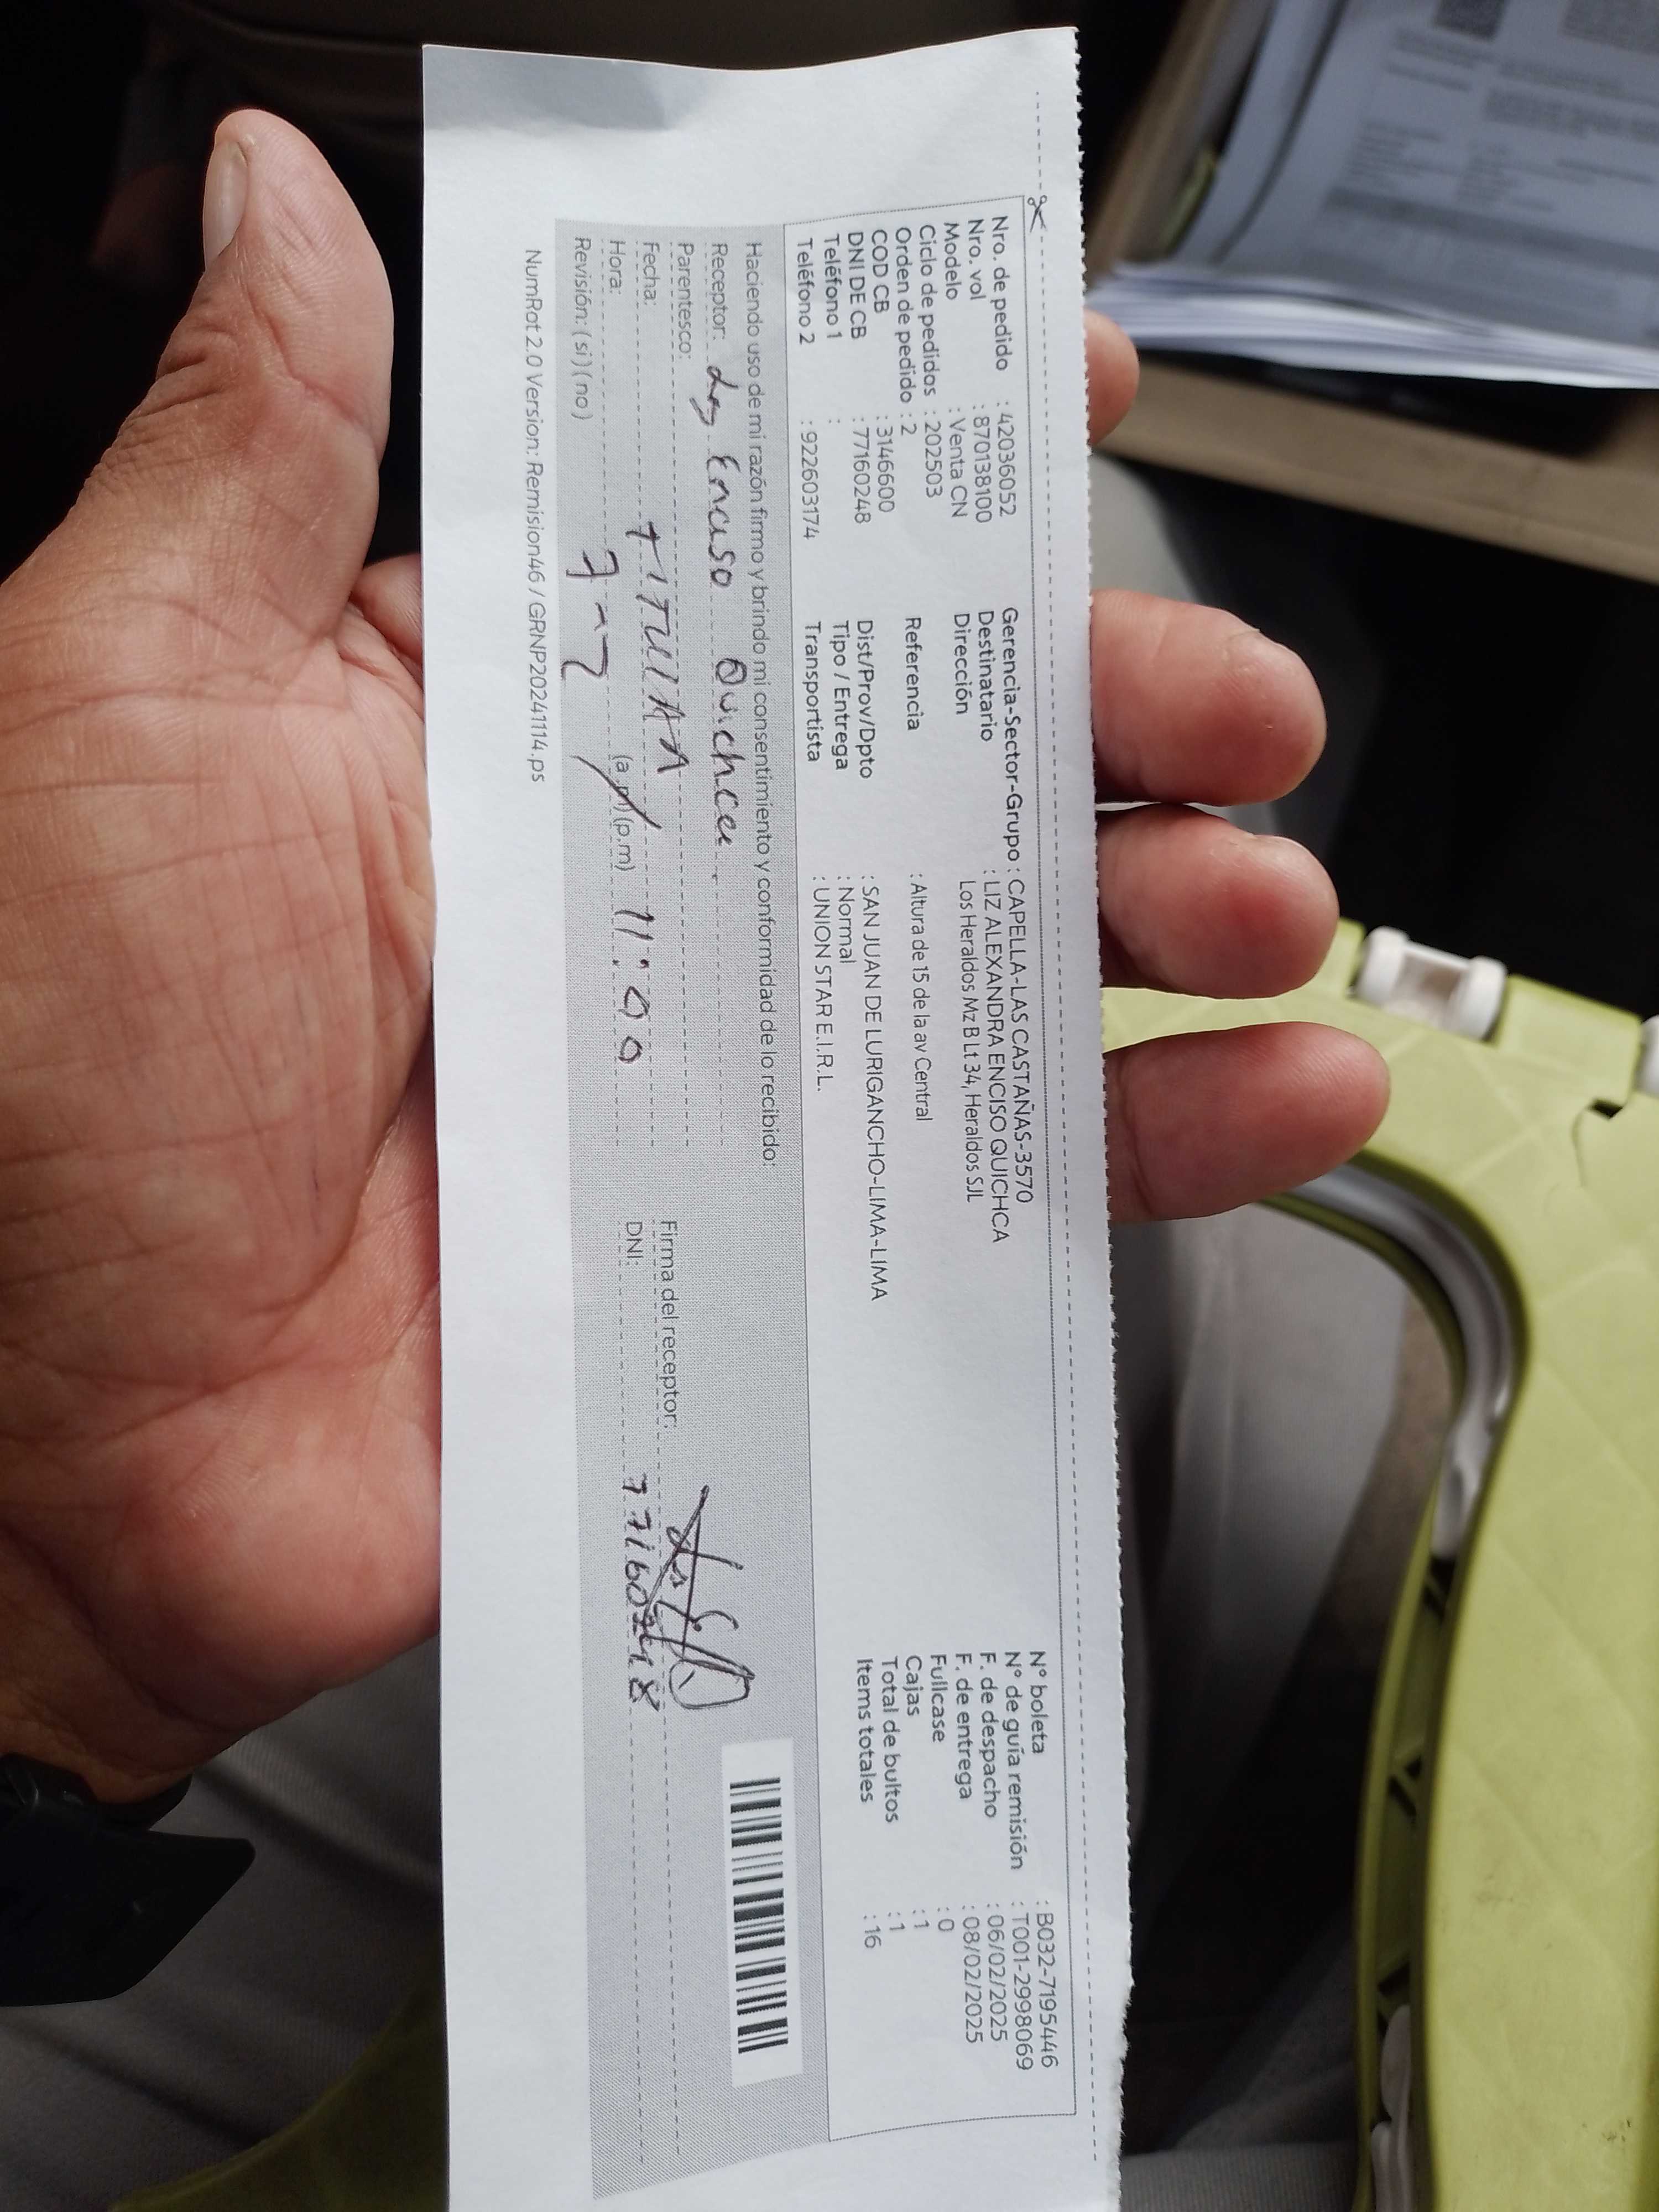 Nro. de pedido : 42036052
Nro. vol : 870138100
Modelo : Venta CN
Ciclo de pedidos : 202503
Orden de pedido : 2
COD CB : 3146600
DNI DE CB : 77160248
Teléfono 1 :
Teléfono 2 : 922603174
Gerencia-Sector-Grupo : CAPELLA-LAS CASTAÑAS-3570
Destinatario : LIZ ALEXANDRA ENCISO QUICHCA
Dirección Los Heraldos Mz B Lt 34, Heraldos SJL
Referencia : Altura de 15 de la av Central
Dist/Prov/Dpto : SAN JUAN DE LURIGANCHO-LIMA-LIMA
Tipo / Entrega : Normal
Transportista : UNION STAR E.I.R.L.
N° boleta : B032-7195446
N° de guía remisión : T001-2998069
F. de despacho : 06/02/2025
F. de entrega : 08/02/2025
Fullcase : 0
Cajas : 1
Total de bultos : 1
Items totales : 16
Haciendo uso de mi razón firmo y brindo mi consentimiento y conformidad de lo recibido:
Receptor: Enciso Quichca
Parentesco: TITULAR
Fecha: 7-2
Hora: (a.m) (p.m) 11:00
Revisión: (si) (no)
Firma del receptor:
DNI: 77160248
NumRot 2.0 Version: Remision46 / GRNP20241114.ps